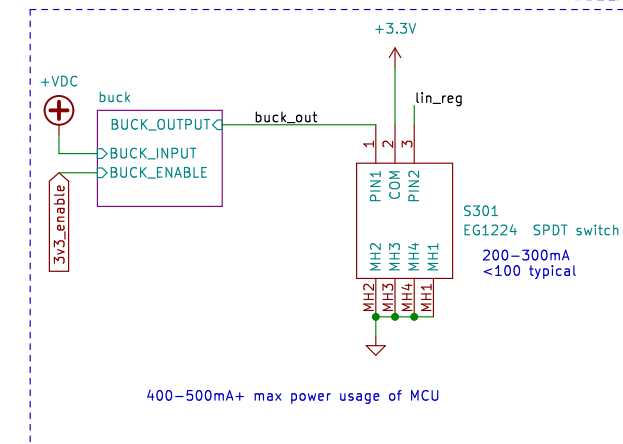 +3.3V
+VDC
buck
lin_reg
buck_out
BUCK_OUTPUT
BUCK_INPUT
BUCK_ENABLE
3v3_enable
1
2
3
PIN1
COM
PIN2
S301
EG1224 SPDT switch
200-300mA
<100 typical
MH2
MH3
MH4
MH1
MH2
MH3
MH4
MH1
400-500mA+ max power usage of MCU